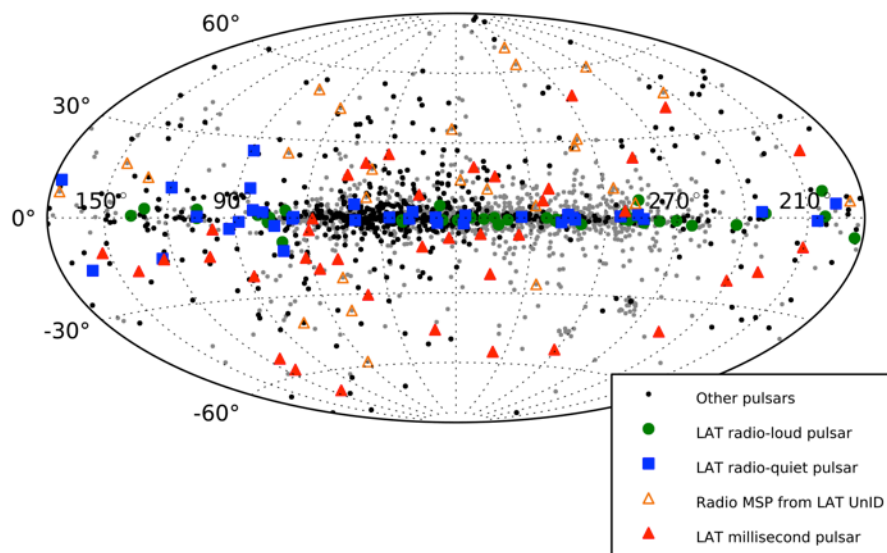 60°
30°
150° 90° 270° 210°
0°
-30°
-60°
Other pulsars
LAT radio-loud pulsar
LAT radio-quiet pulsar
Radio MSP from LAT UnID
LAT millisecond pulsar